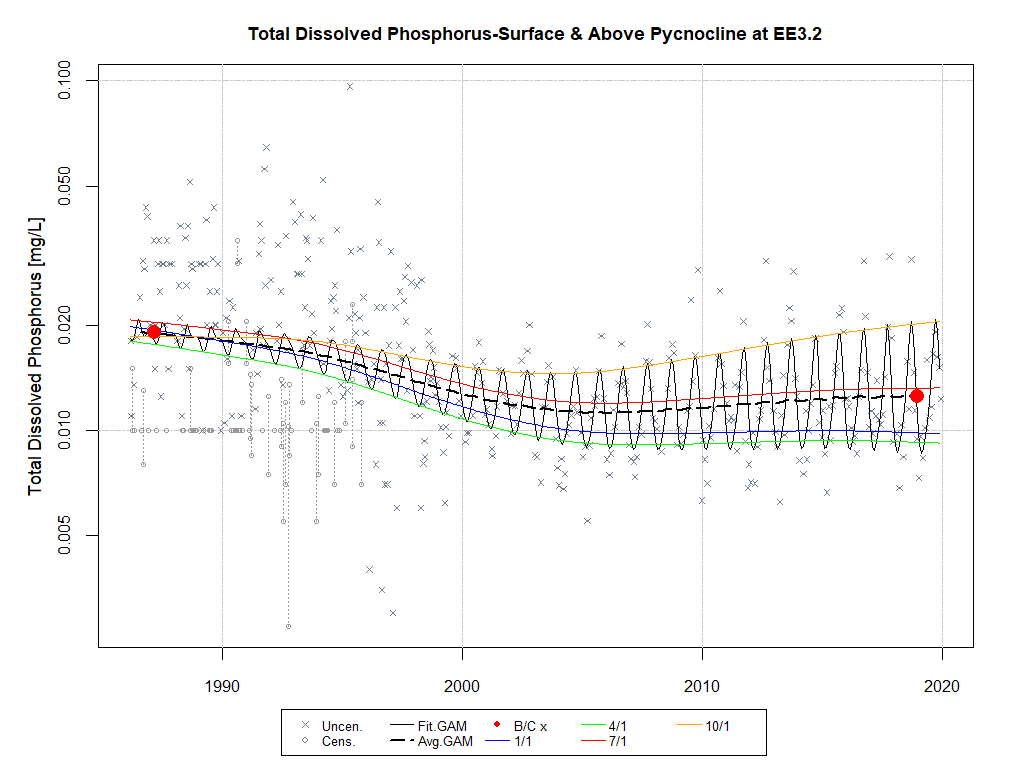 Total Dissolved Phosphorus-Surface & Above Pycnocline at EE3.2
Total Dissolved Phosphorus [mg/L]
0.100
0.050
0.020
0.010
0.005
1990 2000 2010 2020
Uncen. Fit.GAM B/C x 4/1 10/1
Cens. Avg.GAM 1/1 7/1